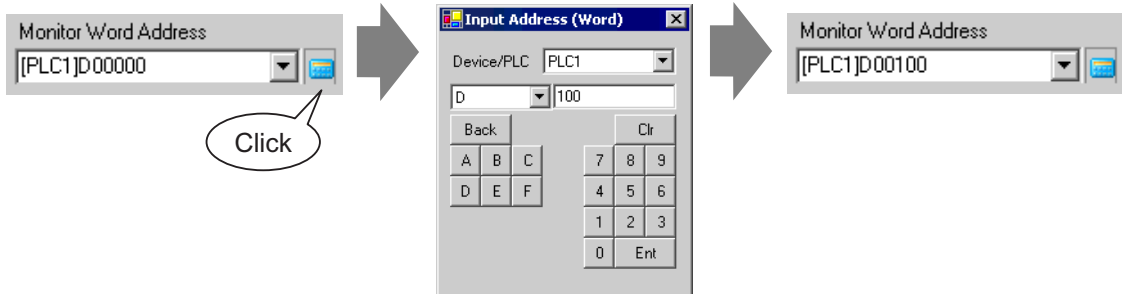 Monitor Word Address
[PLC1]D00000
Click
Input Address (Word)
Device/PLC PLC1
D 100
Back Clr
A B C 7 8 9
D E F 4 5 6
1 2 3
0 Ent
Monitor Word Address
[PLC1]D00100